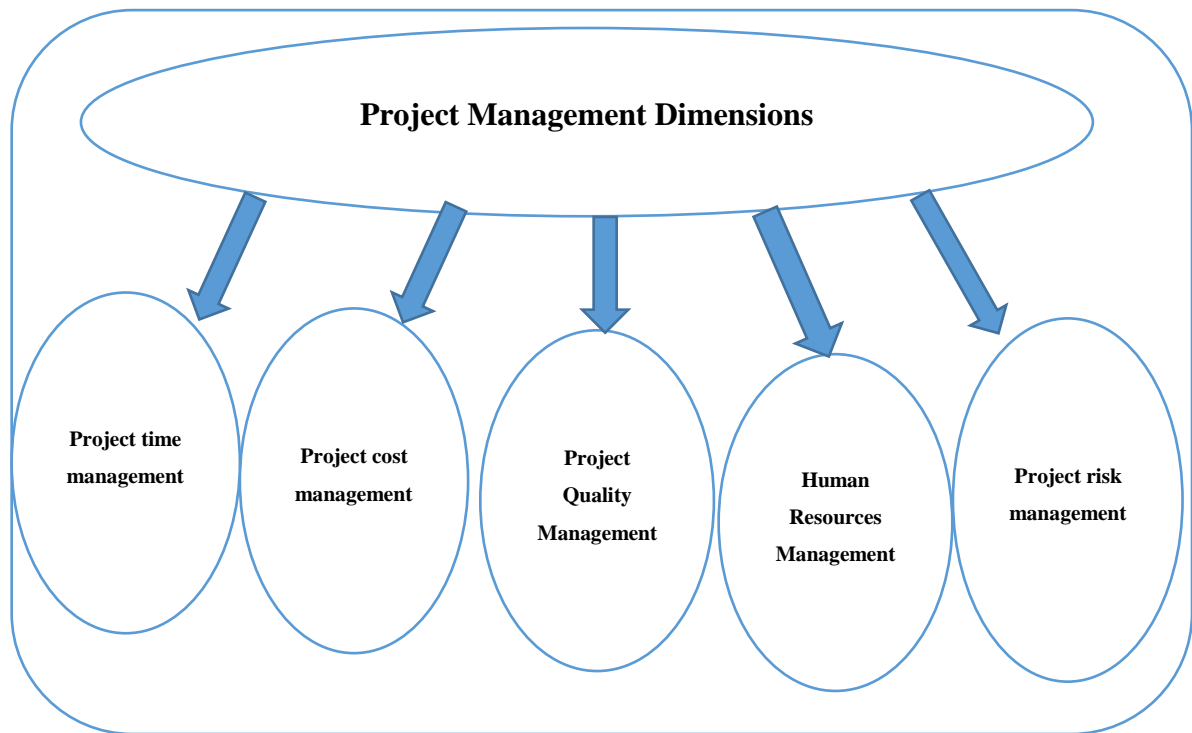 Project Management Dimensions
Project time
management
Project cost
management
Project
Quality
Management
Human
Resources
Management
Project risk
management